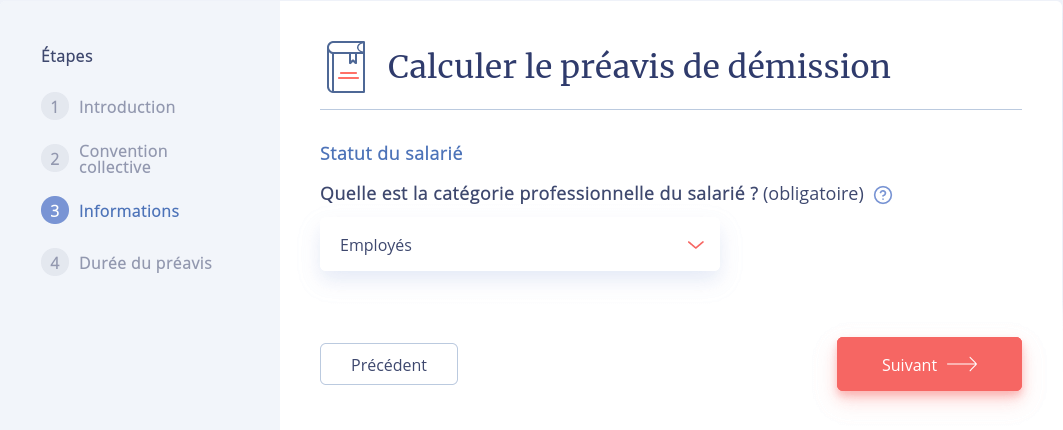 Étapes
1 Introduction
2 Convention
collective
3 Informations
4 Durée du préavis
Calculer le préavis de démission
Statut du salarié
Quelle est la catégorie professionnelle du salarié ? (obligatoire) ?
Employés
Précédent
Suivant